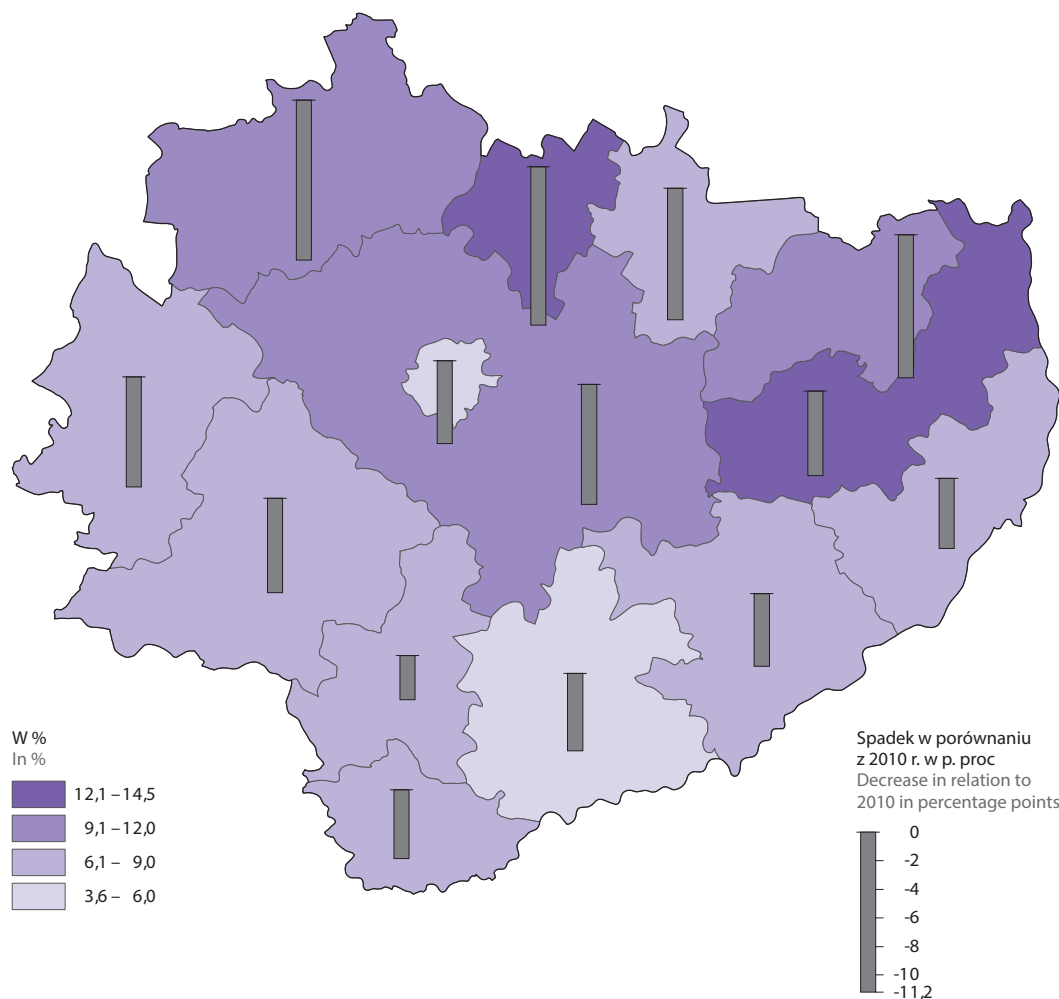 W %
In %
12,1 – 14,5
9,1 – 12,0
6,1 – 9,0
3,6 – 6,0
Spadek w porównaniu
z 2010 r. w p. proc
Decrease in relation to
2010 in percentage points
0
-2
-4
-6
-8
-10
-11,2